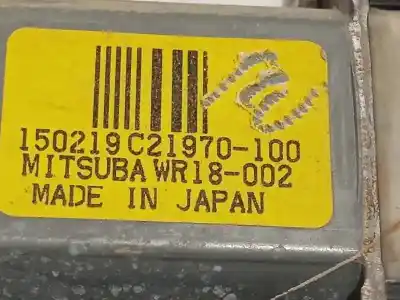 150219 C21970-100
MITSUBA WR18-002
MADE IN JAPAN